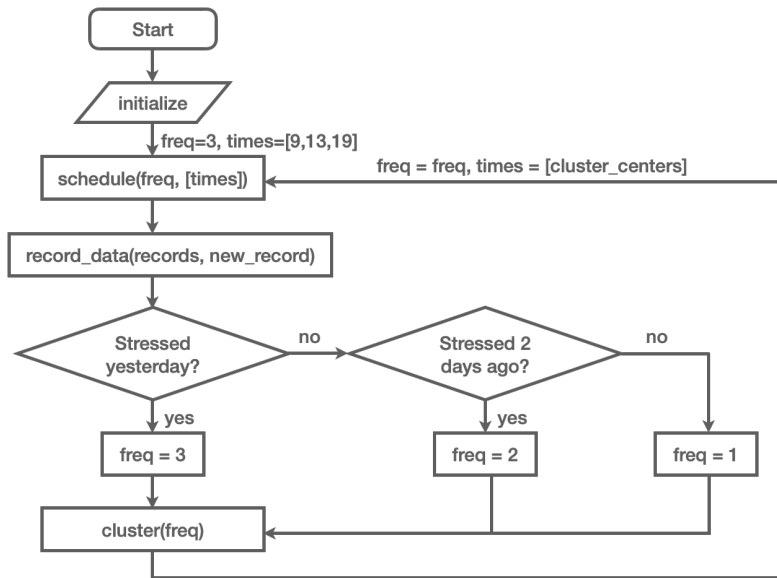 Start
initialize
freq=3, times=[9,13,19]
schedule(freq, [times])
freq = freq, times = [cluster_centers]
record_data(records, new_record)
Stressed
yesterday?
no
Stressed 2
days ago?
no
yes
yes
freq = 3
freq = 2
freq = 1
cluster(freq)